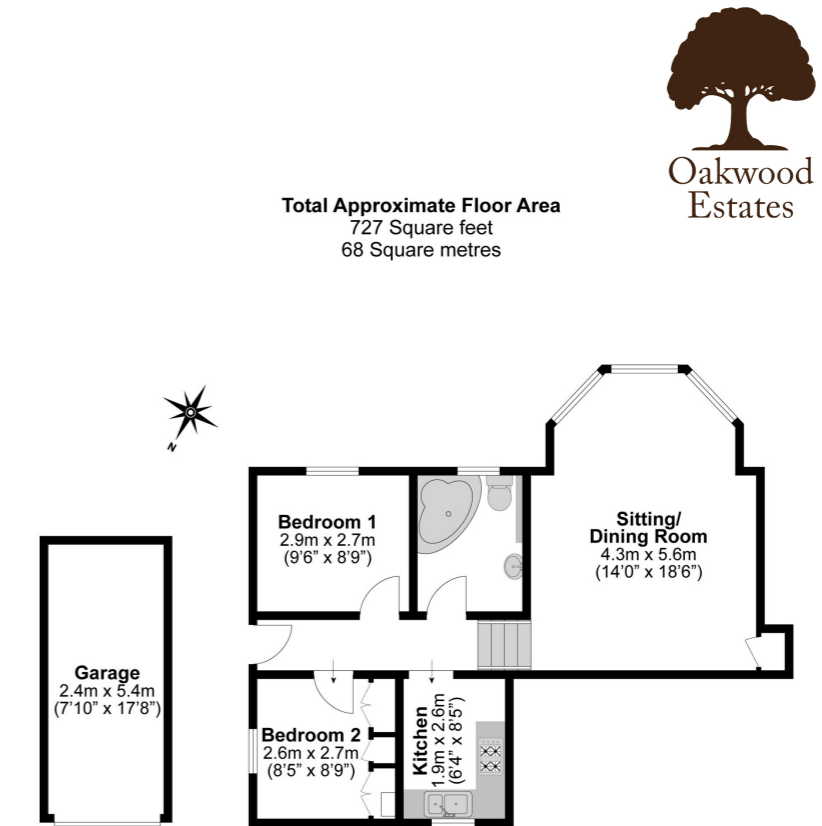 Oakwood
Estates
Total Approximate Floor Area
727 Square feet
68 Square metres
N
Bedroom 1
2.9m x 2.7m
(9'6" x 8'9")
Sitting/
Dining Room
4.3m x 5.6m
(14'0" x 18'6")
Garage
2.4m x 5.4m
(7'10" x 17'8")
Bedroom 2
2.6m x 2.7m
(8'5" x 8'9")
Kitchen
1.9m x 2.6m
(6'4" x 8'5")